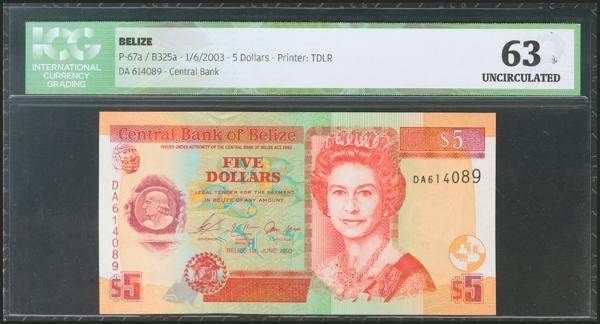 ICG
INTERNATIONAL
CURRENCY
GRADING
BELIZE
P-67a / B325a - 1/6/2003 - 5 Dollars - Printer: TDLR
DA 614089 - Central Bank
63
UNCIRCULATED
Central Bank of Belize
ISSUED UNDER AUTHORITY OF THE CENTRAL BANK OF BELIZE ACT, 1982
$5
FIVE
DOLLARS
LEGAL TENDER FOR THE PAYMENT
IN BELIZE OF ANY AMOUNT
GOVERNOR
DIRECTOR
DA614089
DA614089
$5
$5